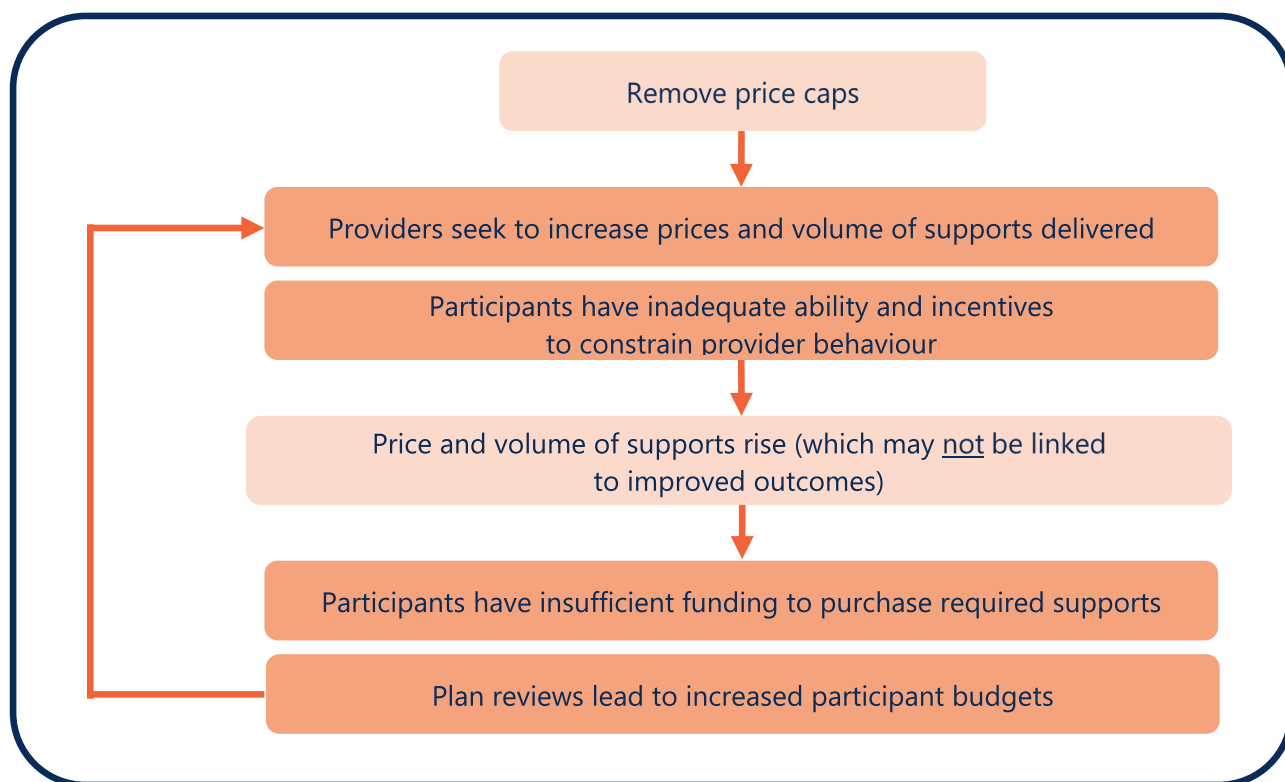 Remove price caps
Providers seek to increase prices and volume of supports delivered
Participants have inadequate ability and incentives
to constrain provider behaviour
Price and volume of supports rise (which may not be linked
to improved outcomes)
Participants have insufficient funding to purchase required supports
Plan reviews lead to increased participant budgets